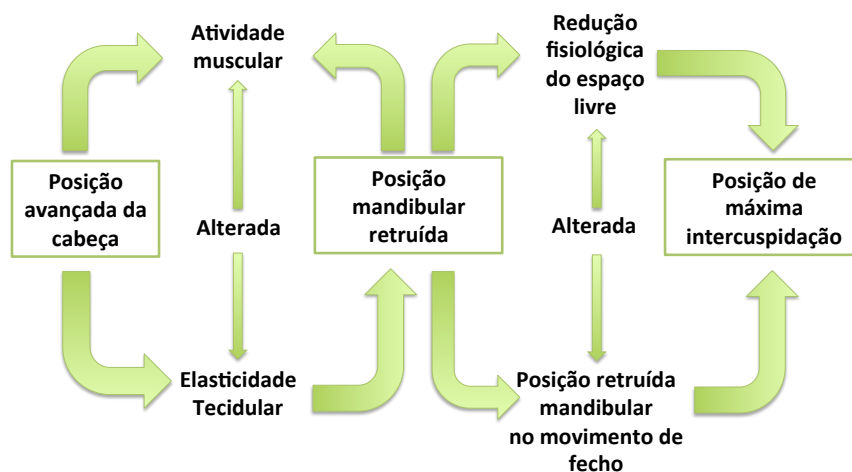 Atividade
muscular
Redução
fisiológica
do espaço
livre
Posição
avançada da
cabeça
Alterada
Posição
mandibular
retruída
Alterada
Posição de
máxima
intercuspidação
Elasticidade
Tecidular
Posição retruída
mandibular
no movimento de
fecho